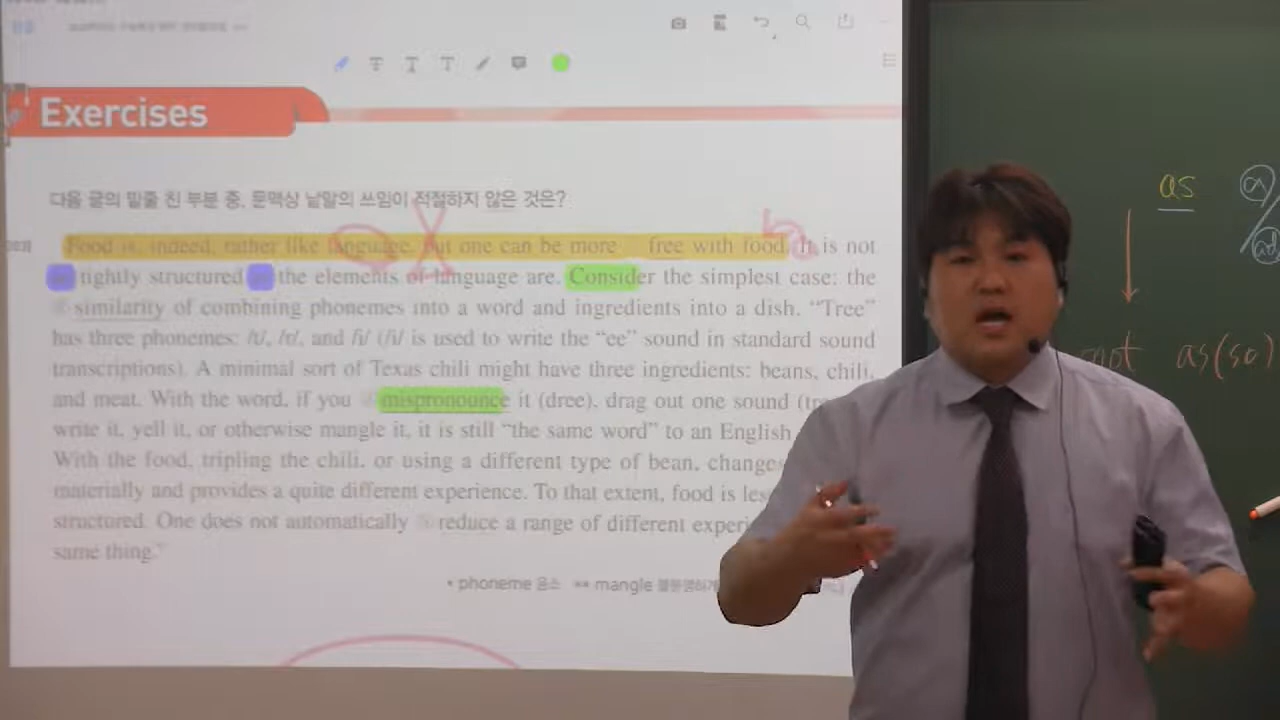 Exercises
다음 글의 밑줄 친 부분 중, 문맥상 낱말의 쓰임이 적절하지 않은 것은?
Food is, indeed, rather like language, but one can be more free with food. It is not
tightly structured the elements of language are. Consider the simplest case: the
similarity of combining phonemes into a word and ingredients into a dish. “Tree”
has three phonemes: /t/, /r/, and /i/ (/i/ is used to write the “ee” sound in standard sound
transcriptions). A minimal sort of Texas chili might have three ingredients: beans, chili,
and meat. With the word, if you mispronounce it (dree), drag out one sound
write it, yell it, or otherwise mangle it, it is still “the same word” to an English
With the food, tripling the chili, or using a different type of bean, changes
materially and provides a quite different experience. To that extent, food is
structured. One does not automatically reduce a range of different
same thing.”
* phoneme 음소 ** mangle
as
not as(so)